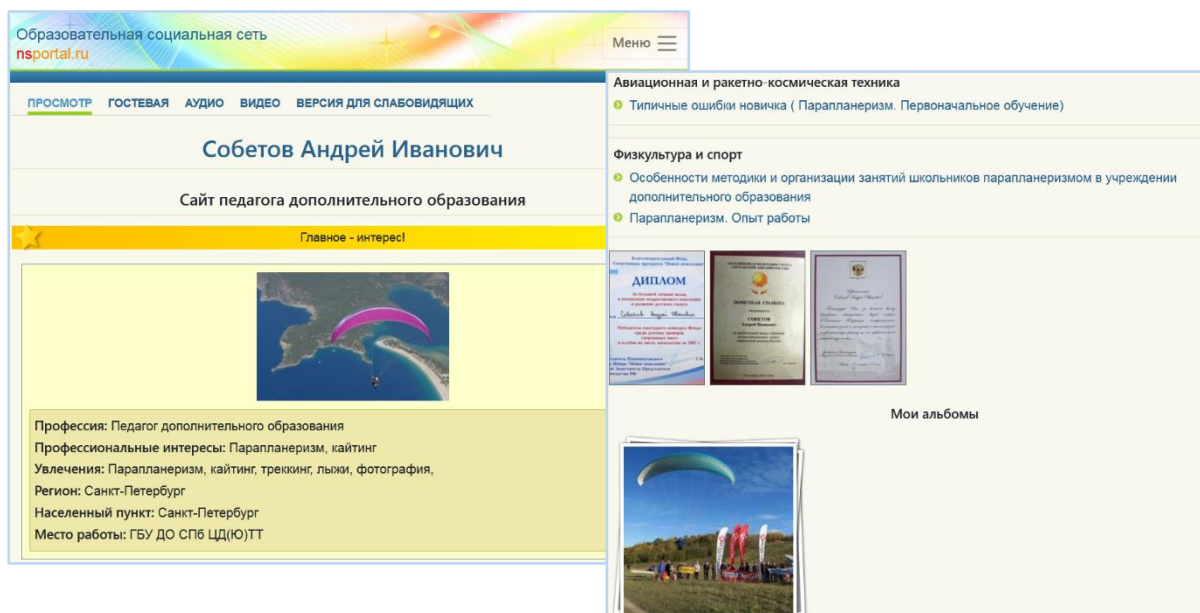 Образовательная социальная сеть
nsportal.ru
Меню
ПРОСМОТР ГОСТЕВАЯ АУДИО ВИДЕО ВЕРСИЯ ДЛЯ СЛАБОВИДЯЩИХ
Собетов Андрей Иванович
Сайт педагога дополнительного образования
Главное - интерес!
Профессия: Педагог дополнительного образования
Профессиональные интересы: Парапланеризм, кайтинг
Увлечения: Парапланеризм, кайтинг, треккинг, лыжи, фотография,
Регион: Санкт-Петербург
Населенный пункт: Санкт-Петербург
Место работы: ГБУ ДО СПб ЦД(Ю)ТТ
Авиационная и ракетно-космическая техника
Типичные ошибки новичка ( Парапланеризм. Первоначальное обучение)
Физкультура и спорт
Особенности методики и организации занятий школьников парапланеризмом в учреждении
дополнительного образования
Парапланеризм. Опыт работы
ДИПЛОМ
ПОЧЕТНАЯ ГРАМОТА
СОБЕТОВ
Андрей Иванович
Мои альбомы